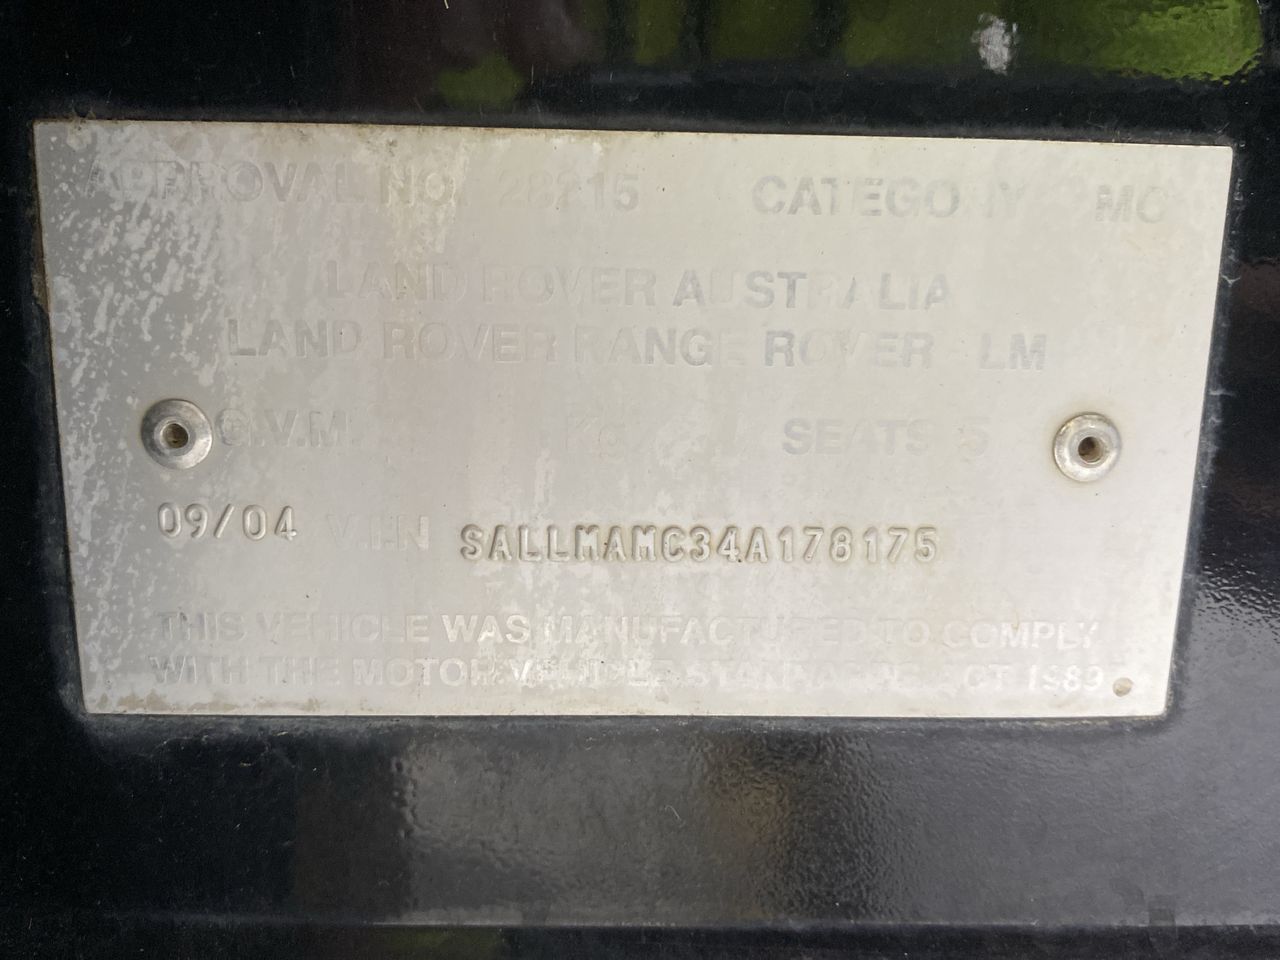 APPROVAL NO. 28215 CATEGORY MC
LAND ROVER AUSTRALIA
LAND ROVER RANGE ROVER LM
G.V.M. KG SEATS 5
09/04 V.I.N SALLMAMC34A178175
THIS VEHICLE WAS MANUFACTURED TO COMPLY
WITH THE MOTOR VEHICLE STANDARDS ACT 1989